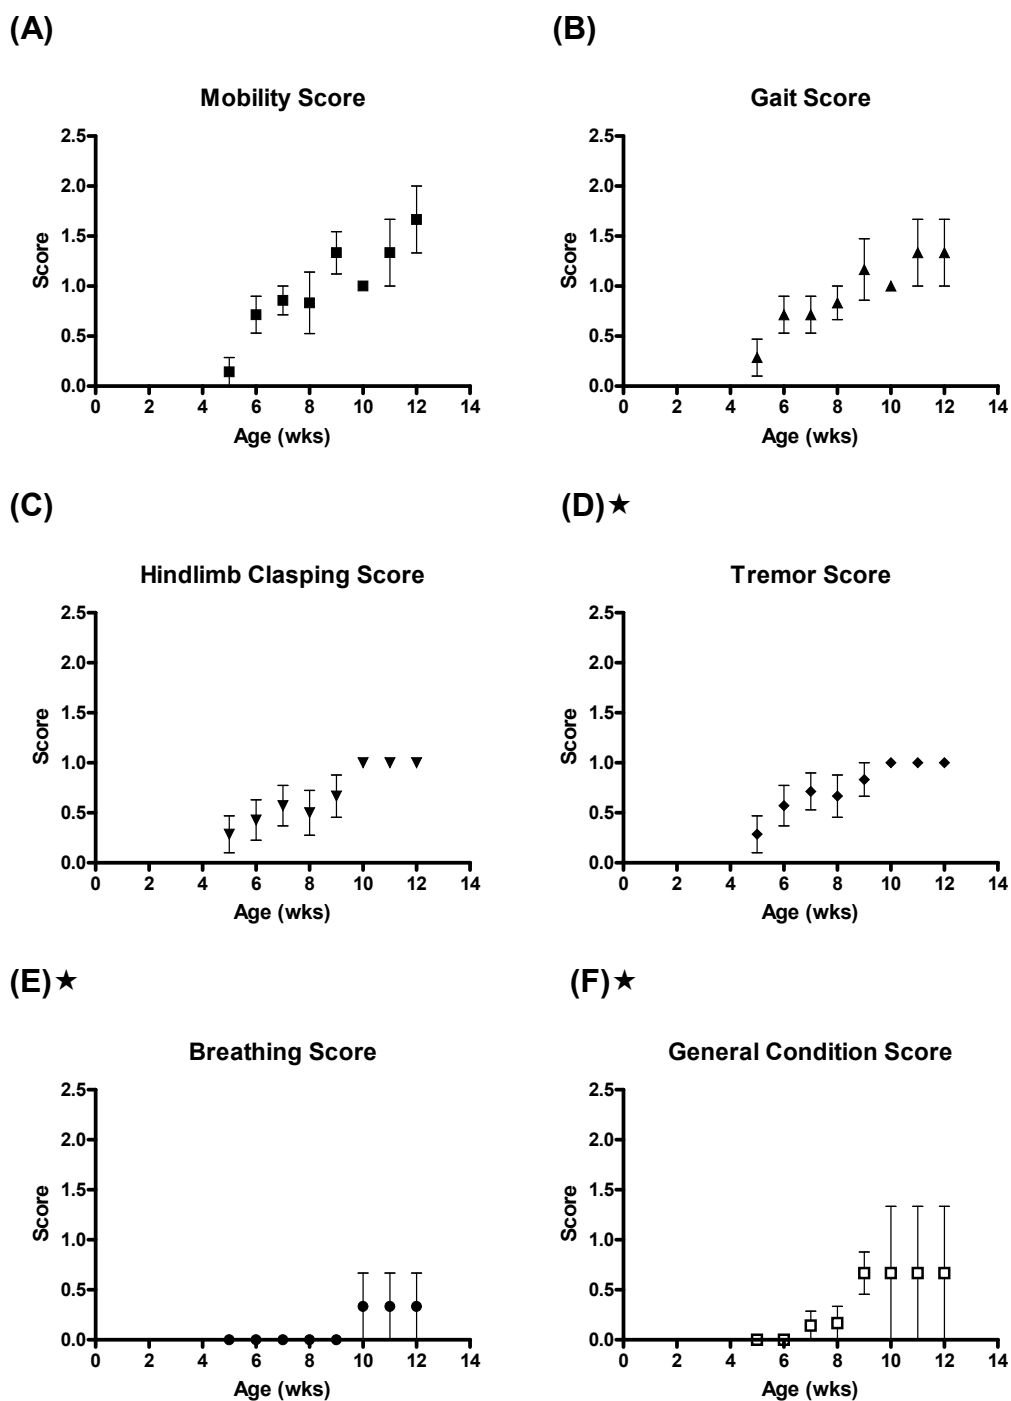 (A)
Mobility Score
2.5
2.0
1.5
1.0
0.5
0.0
Score
0 2 4 6 8 10 12 14
Age (wks)
(B)
Gait Score
2.5
2.0
1.5
1.0
0.5
0.0
Score
0 2 4 6 8 10 12 14
Age (wks)
(C)
Hindlimb Clasping Score
2.5
2.0
1.5
1.0
0.5
0.0
Score
0 2 4 6 8 10 12 14
Age (wks)
(D)★
Tremor Score
2.5
2.0
1.5
1.0
0.5
0.0
Score
0 2 4 6 8 10 12 14
Age (wks)
(E)★
Breathing Score
2.5
2.0
1.5
1.0
0.5
0.0
Score
0 2 4 6 8 10 12 14
Age (wks)
(F)★
General Condition Score
2.5
2.0
1.5
1.0
0.5
0.0
Score
0 2 4 6 8 10 12 14
Age (wks)